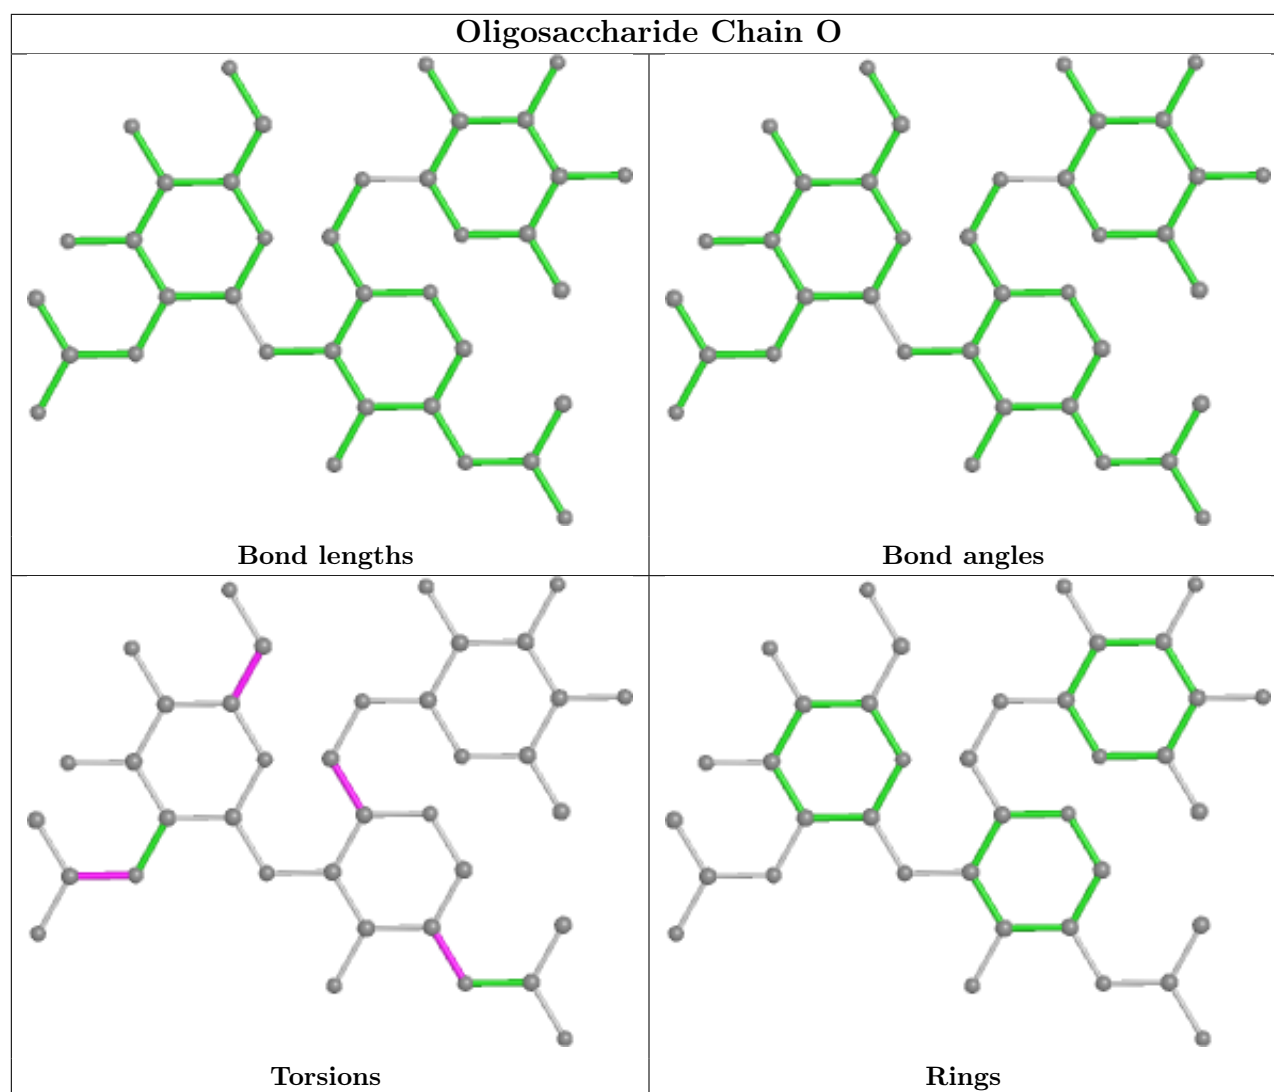 Oligosaccharide Chain O
Bond lengths
Bond angles
Torsions
Rings